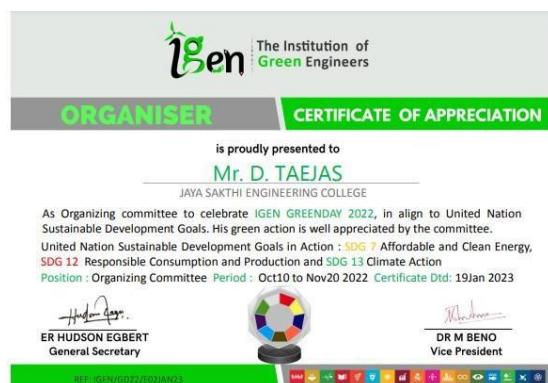 igen The Institution of
Green Engineers
ORGANISER CERTIFICATE OF APPRECIATION
is proudly presented to
Mr. D. TAEJAS
JAYA SAKTHI ENGINEERING COLLEGE
As Organizing committee to celebrate IGEN GREENDAY 2022, in align to United Nation
Sustainable Development Goals. His green action is well appreciated by the committee.
United Nation Sustainable Development Goals in Action : SDG 7 Affordable and Clean Energy,
SDG 12 Responsible Consumption and Production and SDG 13 Climate Action
Position : Organizing Committee Period : Oct10 to Nov20 2022 Certificate Dtd: 19Jan 2023
ER HUDSON EGBERT
General Secretary
DR M BENO
Vice President
REF: IGEN/GD22/E02JAN23